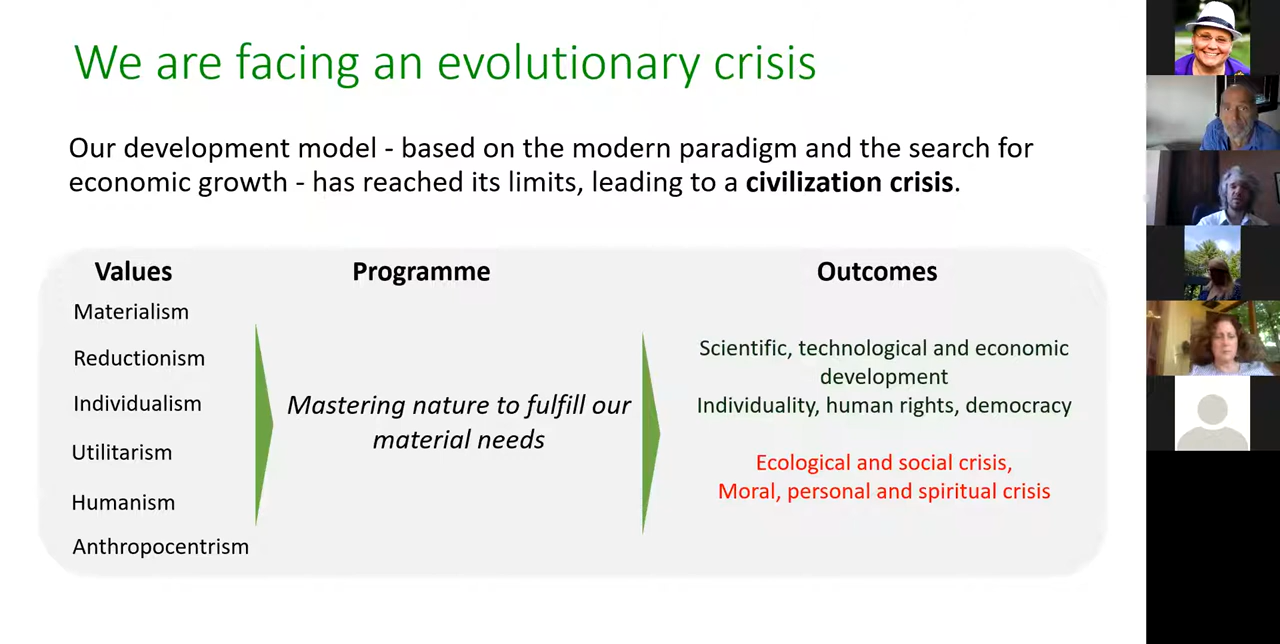 We are facing an evolutionary crisis
Our development model - based on the modern paradigm and the search for
economic growth - has reached its limits, leading to a civilization crisis.
Values
Materialism
Reductionism
Individualism
Utilitarism
Humanism
Anthropocentrism
Programme
Mastering nature to fulfill our
material needs
Outcomes
Scientific, technological and economic
development
Individuality, human rights, democracy
Ecological and social crisis,
Moral, personal and spiritual crisis